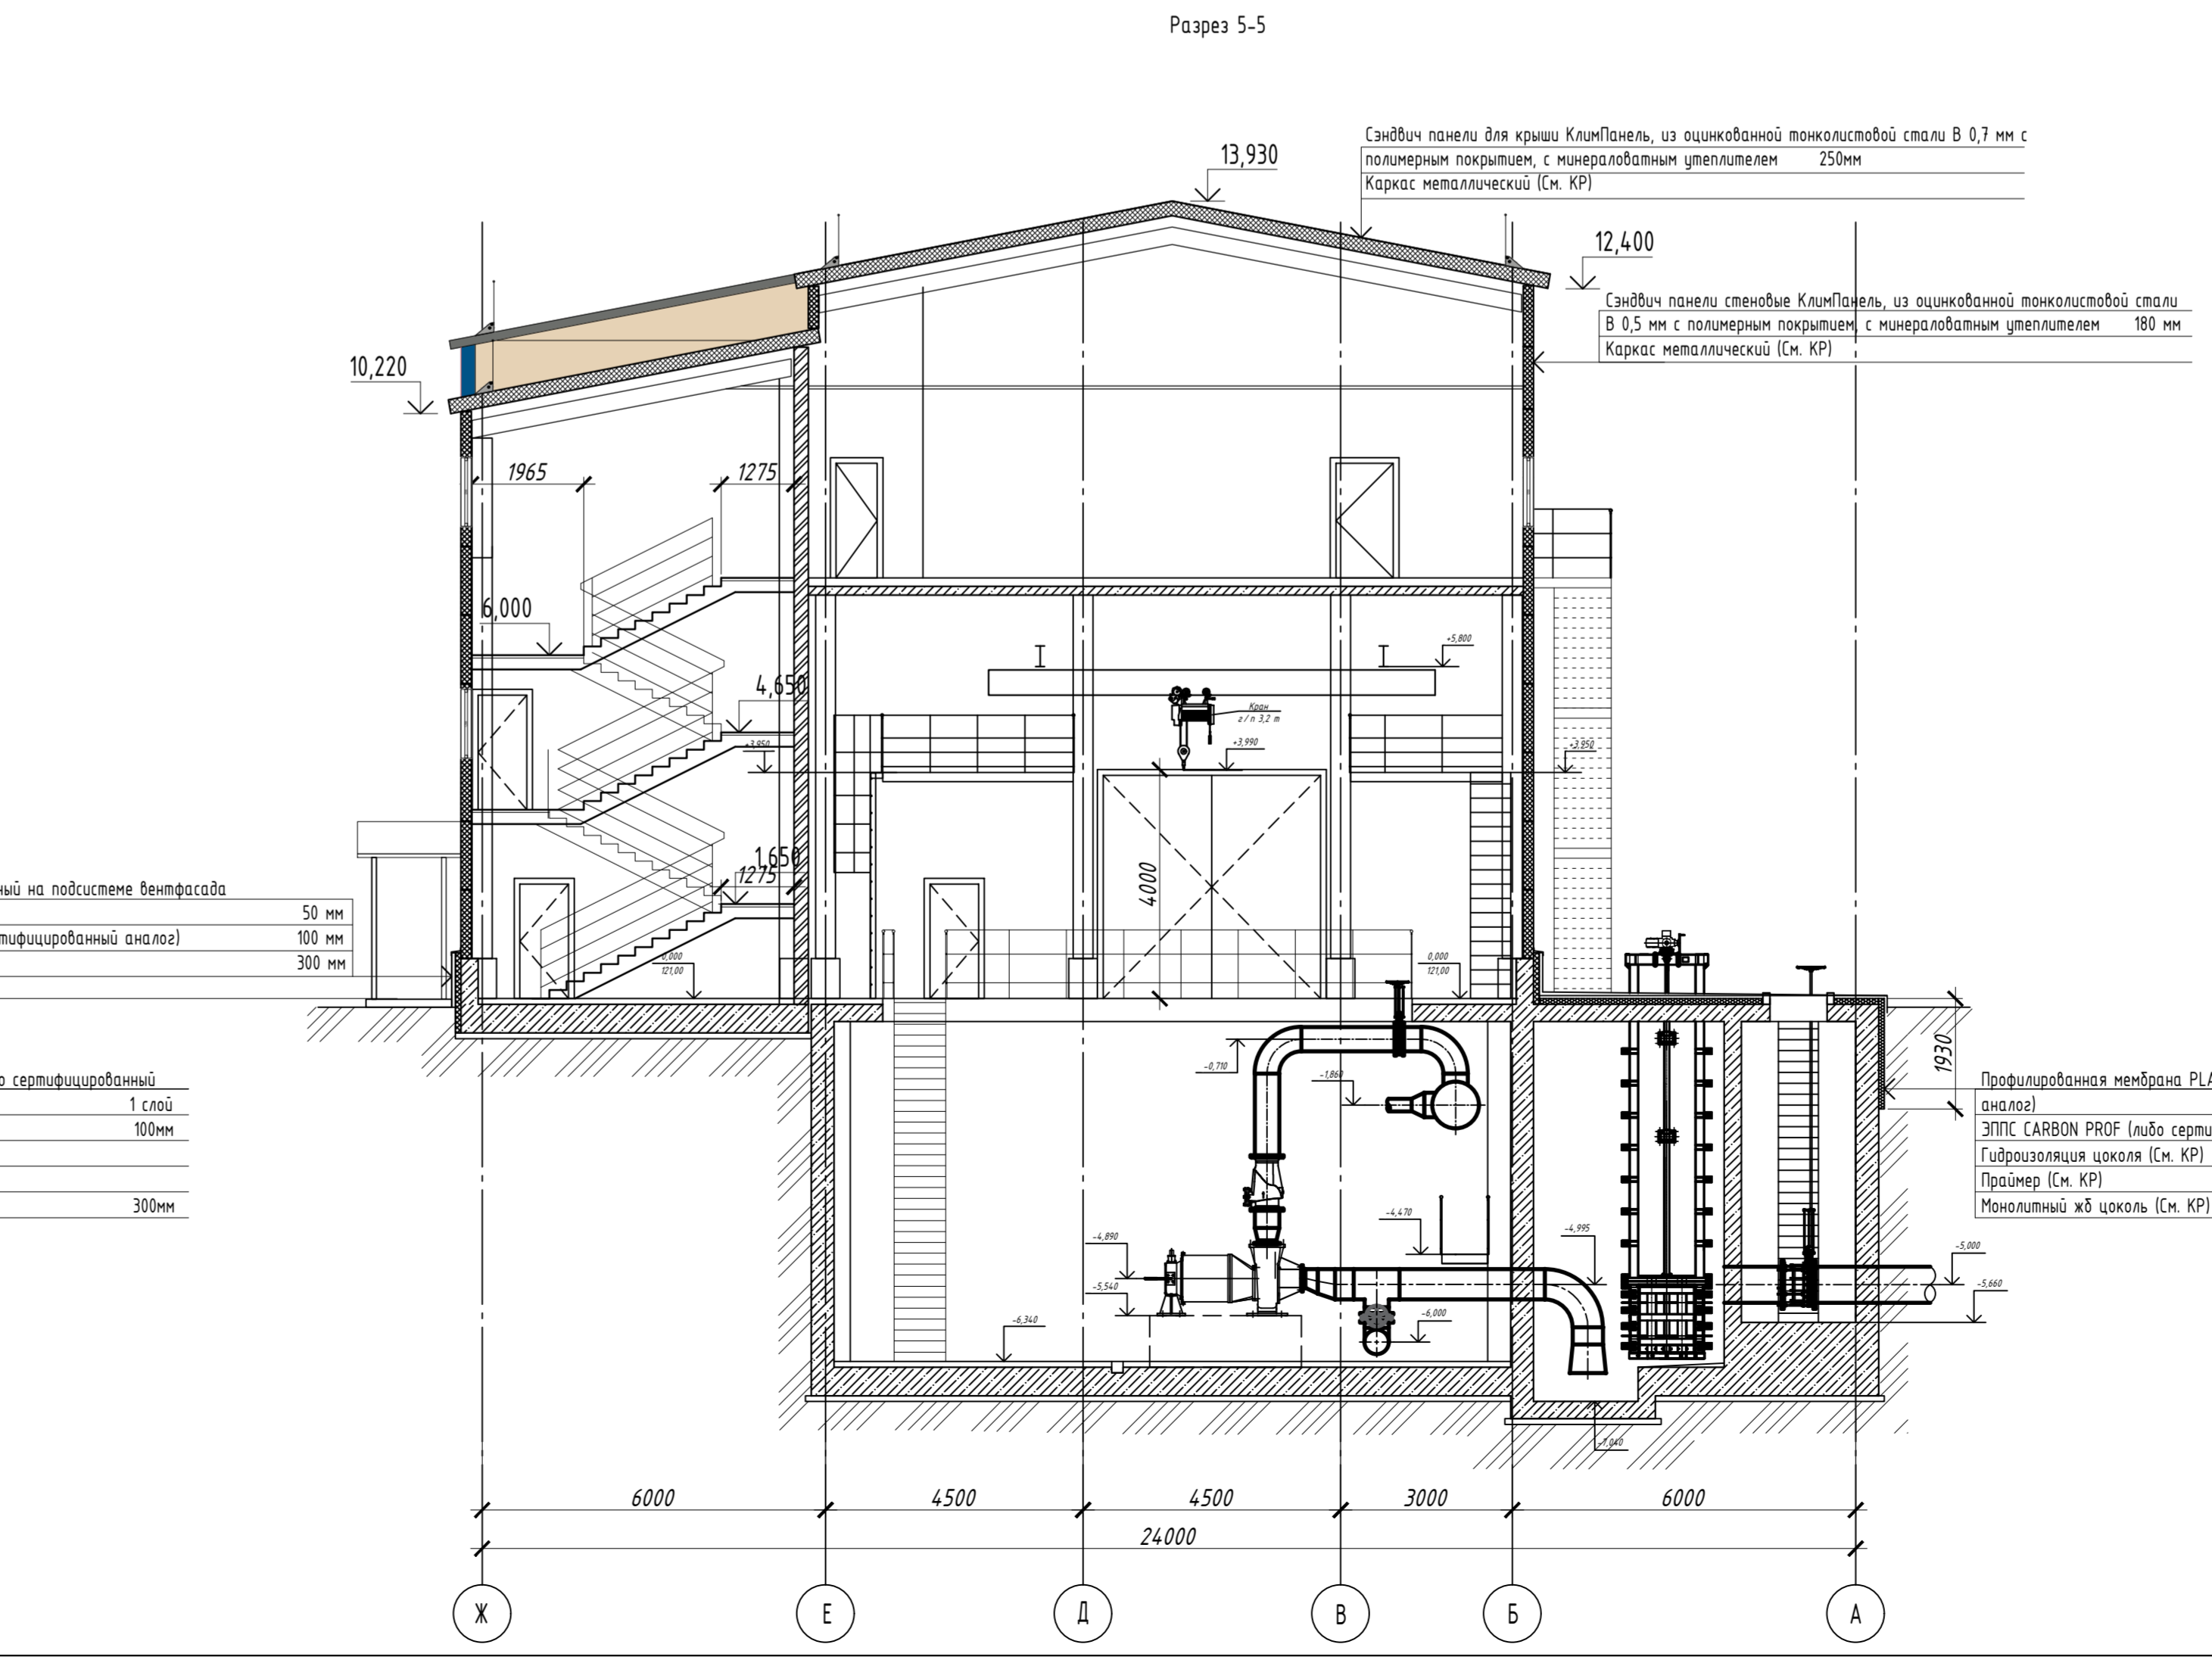 Разрез 5-5
Сэндвич панели для крыши КлимПанель, из оцинкованной тонколистовой стали В 0,7 мм с
полимерным покрытием, с минераловатным утеплителем 250мм
Каркас металлический (См. КР)
13,930
12,400
Сэндвич панели стеновые КлимПанель, из оцинкованной тонколистовой стали
В 0,5 мм с полимерным покрытием, с минераловатным утеплителем 180 мм
Каркас металлический (См. КР)
10,220
1965
1275
6,000
+5,800
4,650
Кран
г/п 3,2 т
+3,950
+3,990
+3,950
4000
1,650
1275
ный на подсистеме вентфасада
50 мм
тифицированный аналог) 100 мм
300 мм
0,000
121,00
0,000
121,00
-0,710
-1,860
1930
о сертифицированный
1 слой
100мм
300мм
Профилированная мембрана PLA
аналог)
ЭППС CARBON PROF (либо серти
Гидроизоляция цоколя (См. КР)
Праймер (См. КР)
Монолитный жб цоколь (См. КР)
-4,470
-4,995
-4,890
-5,000
-5,540
-5,660
-6,000
-6,340
-7,040
6000
4500
4500
3000
6000
24000
Ж
Е
Д
В
Б
А